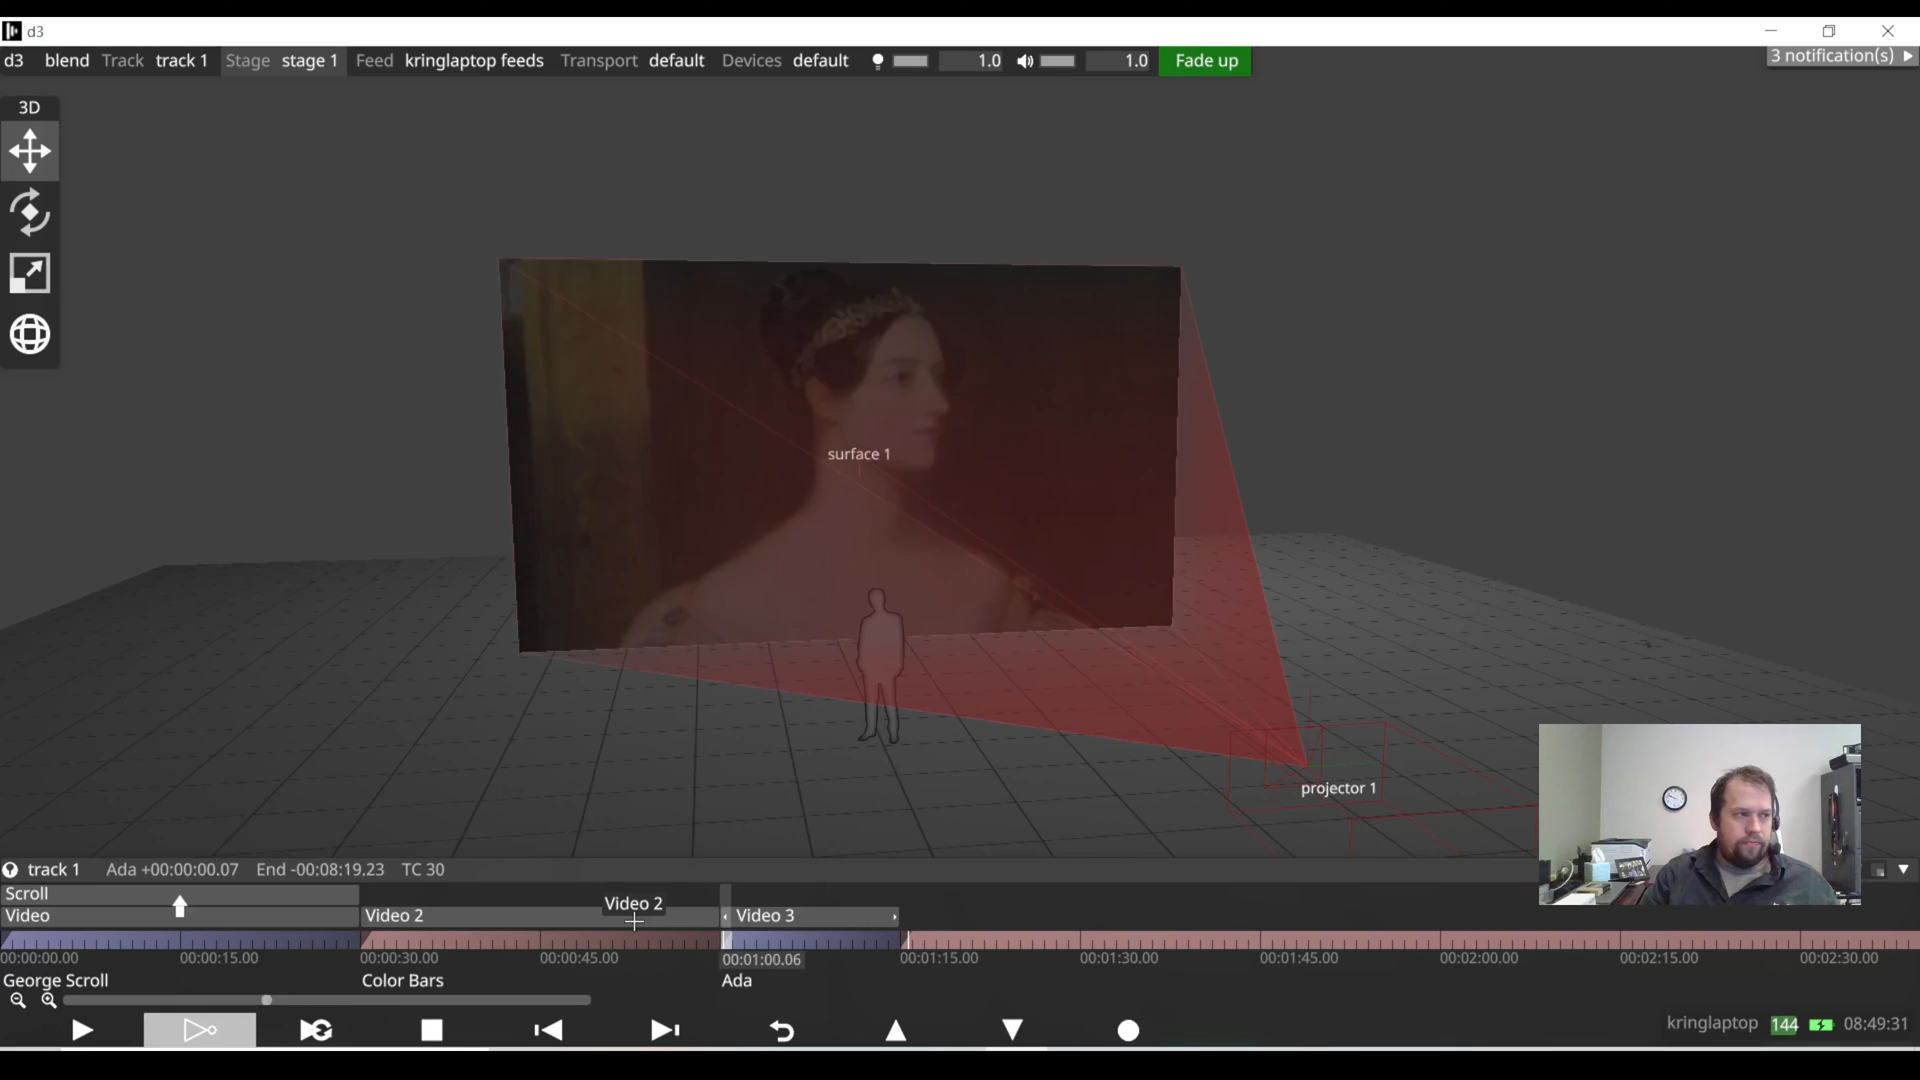 d3
d3 blend Track track 1 Stage stage 1 Feed kringlaptop feeds Transport default Devices default 1.0 1.0 Fade up 3 notification(s)
3D
surface 1
projector 1
track 1 Ada +00:00:00.07 End -00:08:19.23 TC 30
Scroll
Video 2
Video Video 2 Video 3
00:00:00.00 00:00:15.00 00:00:30.00 00:00:45.00 00:01:00.06 00:01:15.00 00:01:30.00 00:01:45.00 00:02:00.00 00:02:15.00 00:02:30.00
George Scroll Color Bars Ada
kringlaptop 144 08:49:31